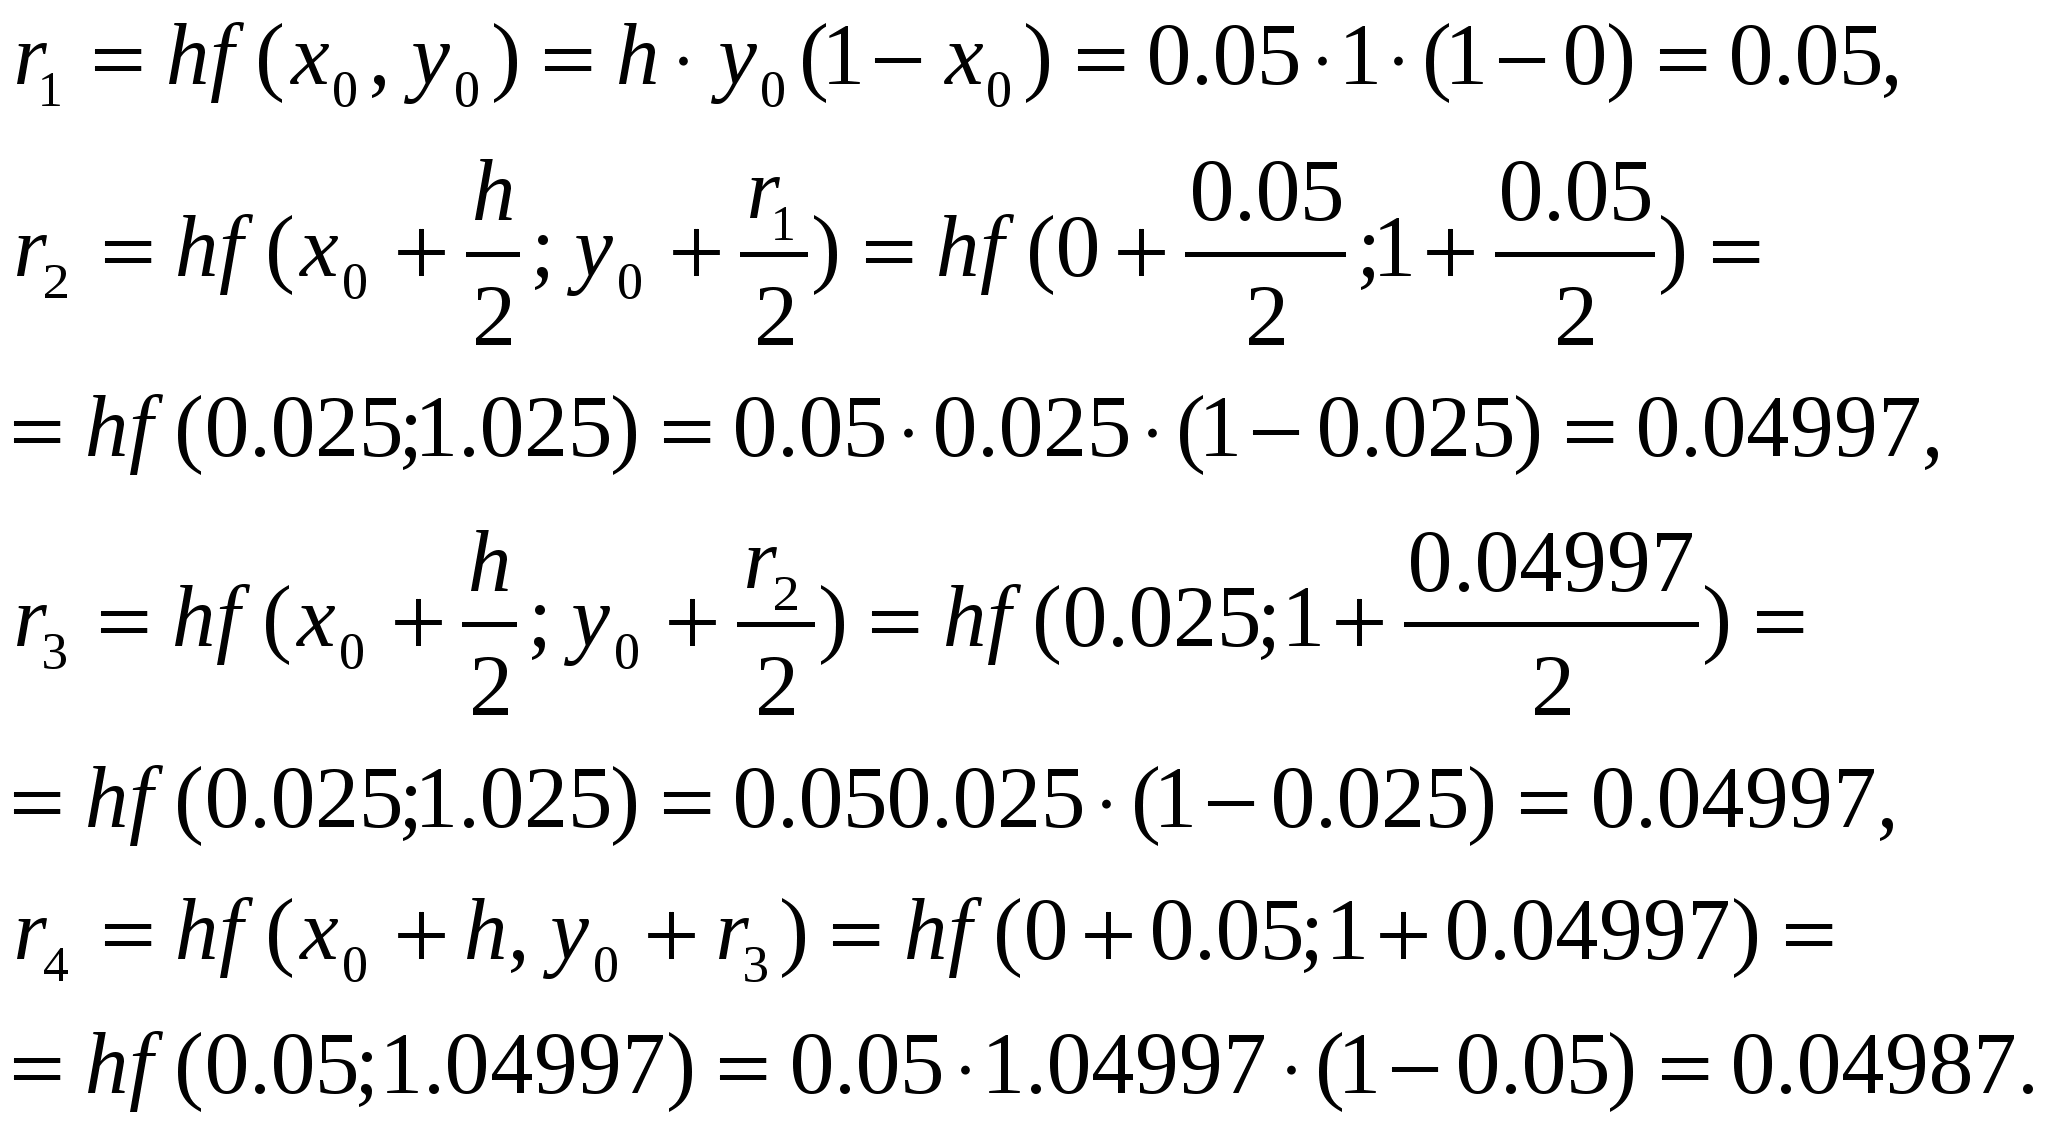 r₁ = hf(x₀, y₀) = h · y₀(1 − x₀) = 0.05 · 1 · (1 − 0) = 0.05,
r₂ = hf(x₀ + h/2; y₀ + r₁/2) = hf(0 + 0.05/2; 1 + 0.05/2) =
= hf(0.025; 1.025) = 0.05 · 0.025 · (1 − 0.025) = 0.04997,
r₃ = hf(x₀ + h/2; y₀ + r₂/2) = hf(0.025; 1 + 0.04997/2) =
= hf(0.025; 1.025) = 0.050.025 · (1 − 0.025) = 0.04997,
r₄ = hf(x₀ + h, y₀ + r₃) = hf(0 + 0.05; 1 + 0.04997) =
= hf(0.05; 1.04997) = 0.05 · 1.04997 · (1 − 0.05) = 0.04987.